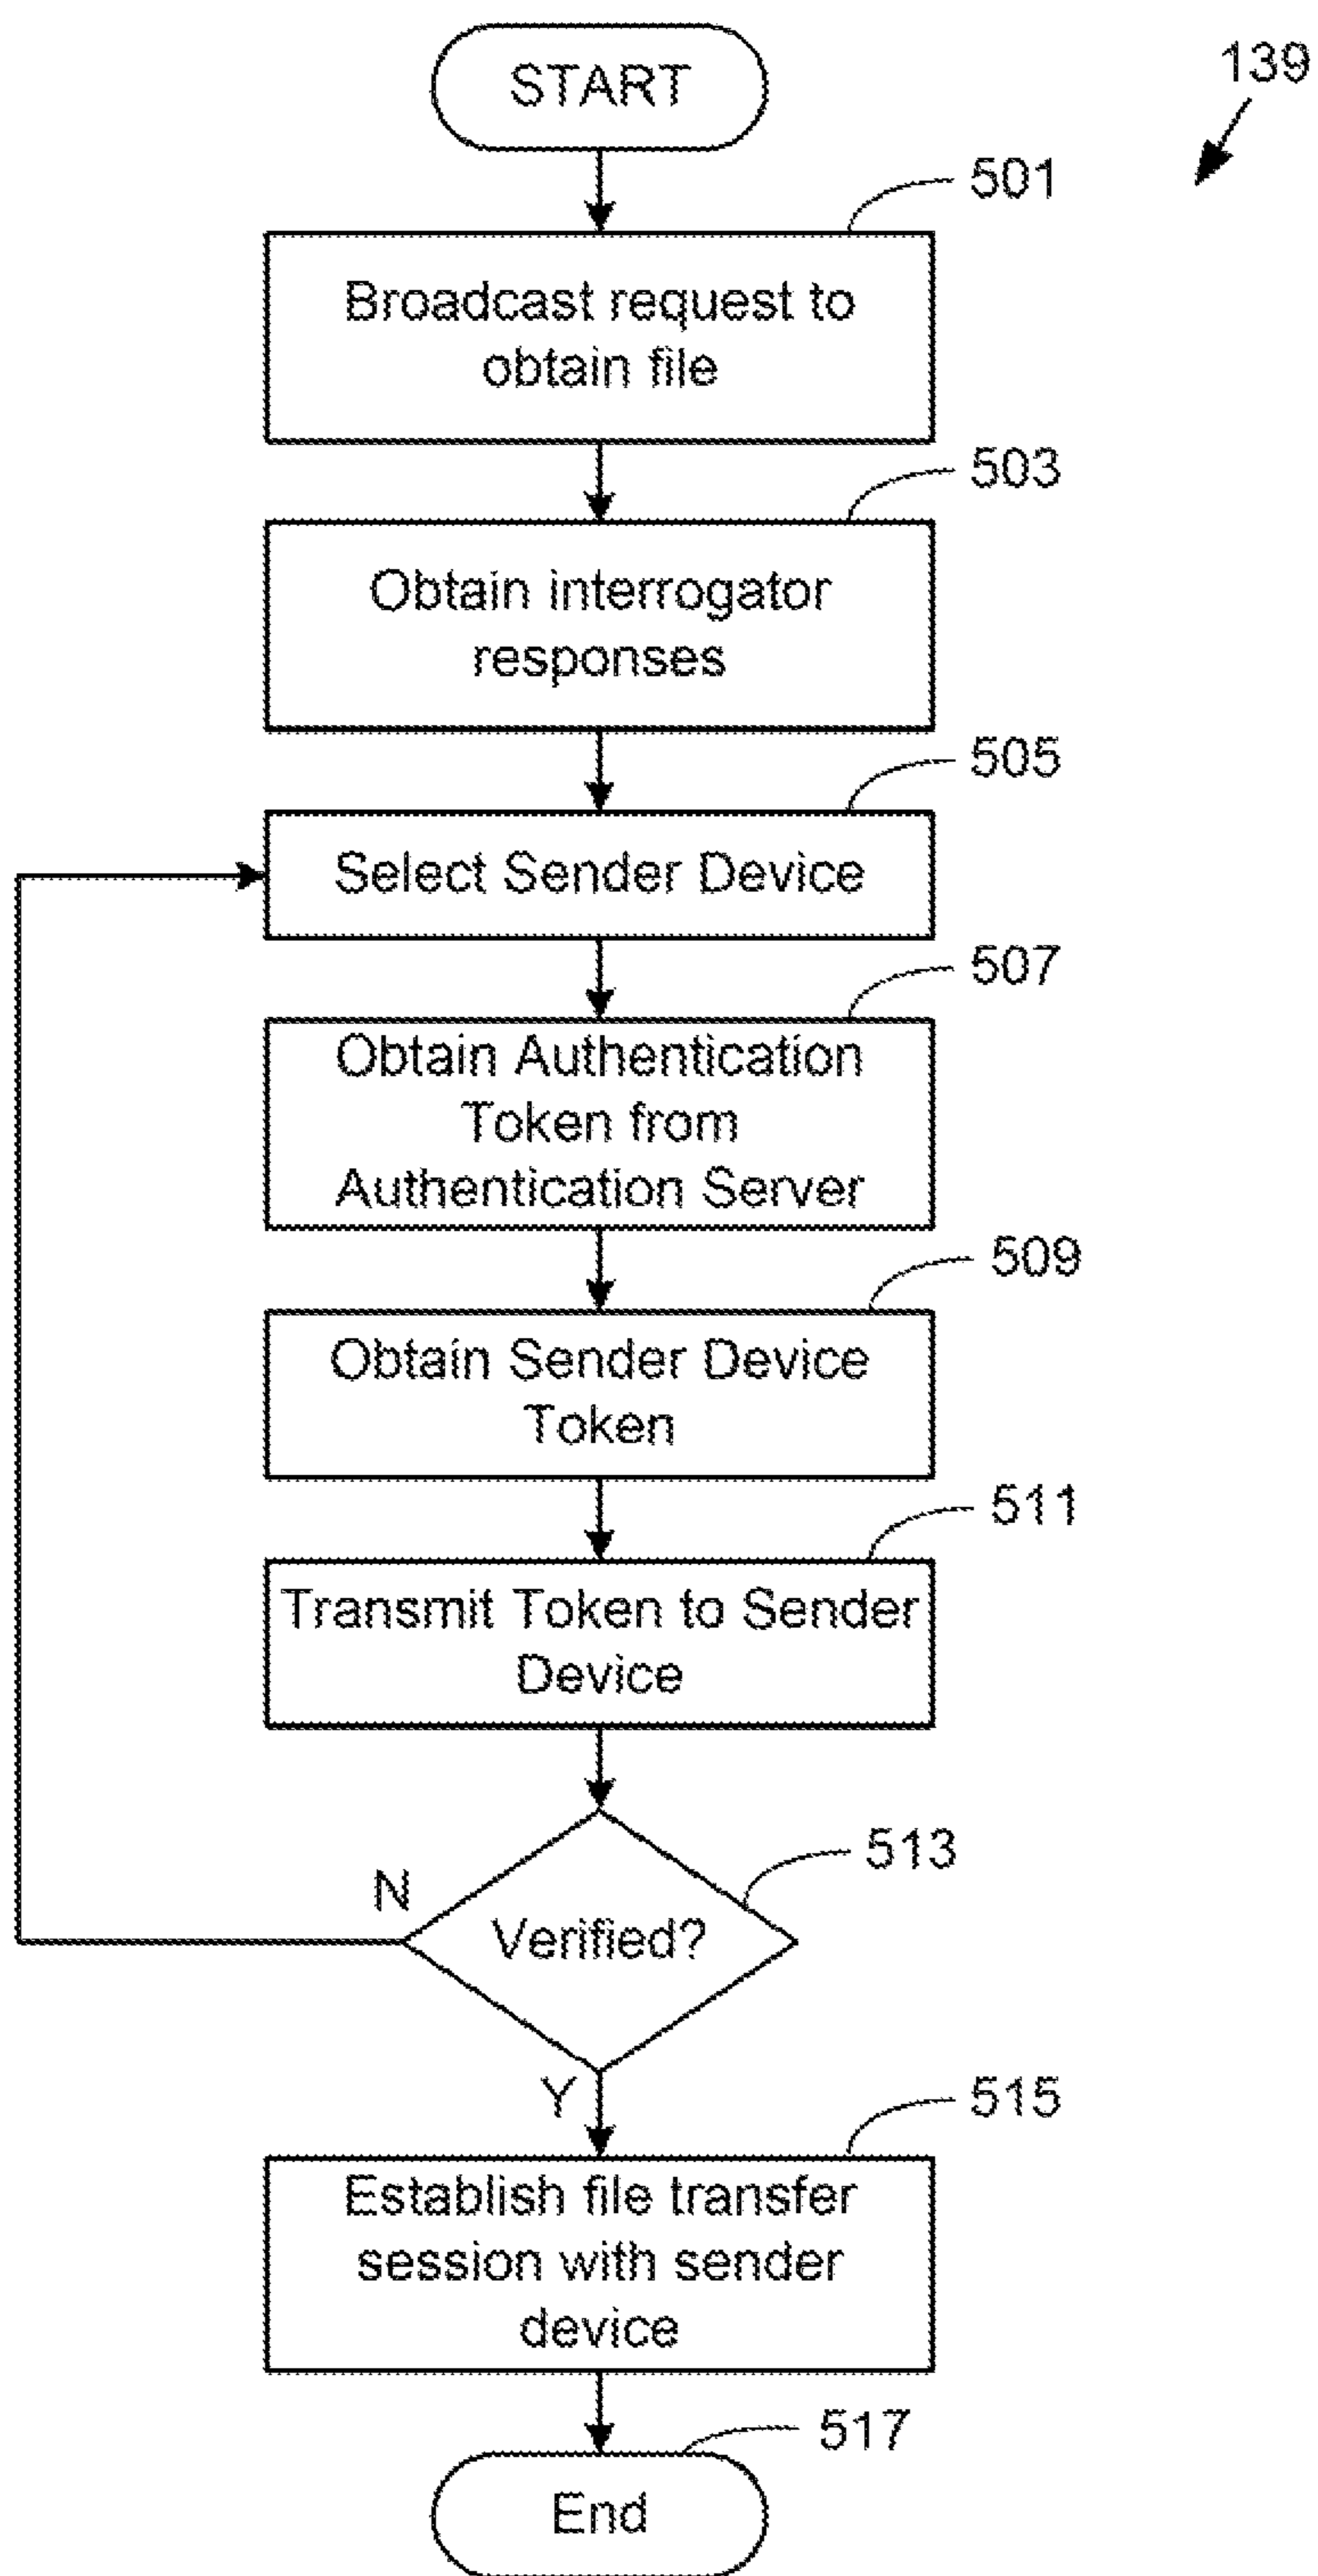 START
139
501
Broadcast request to
obtain file
503
Obtain interrogator
responses
505
Select Sender Device
507
Obtain Authentication
Token from
Authentication Server
509
Obtain Sender Device
Token
511
Transmit Token to Sender
Device
513
N
Verified?
Y
515
Establish file transfer
session with sender
device
517
End